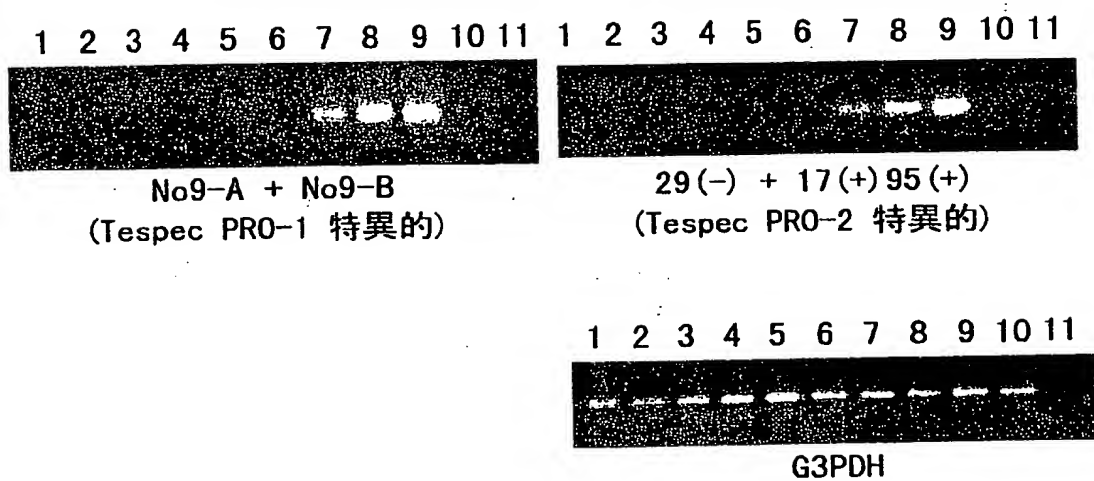 1 2 3 4 5 6 7 8 9 10 11
No9-A + No9-B
(Tespec PRO-1 特異的)
1 2 3 4 5 6 7 8 9 10 11
29(-) + 17(+)95(+)
(Tespec PRO-2 特異的)
1 2 3 4 5 6 7 8 9 10 11
G3PDH